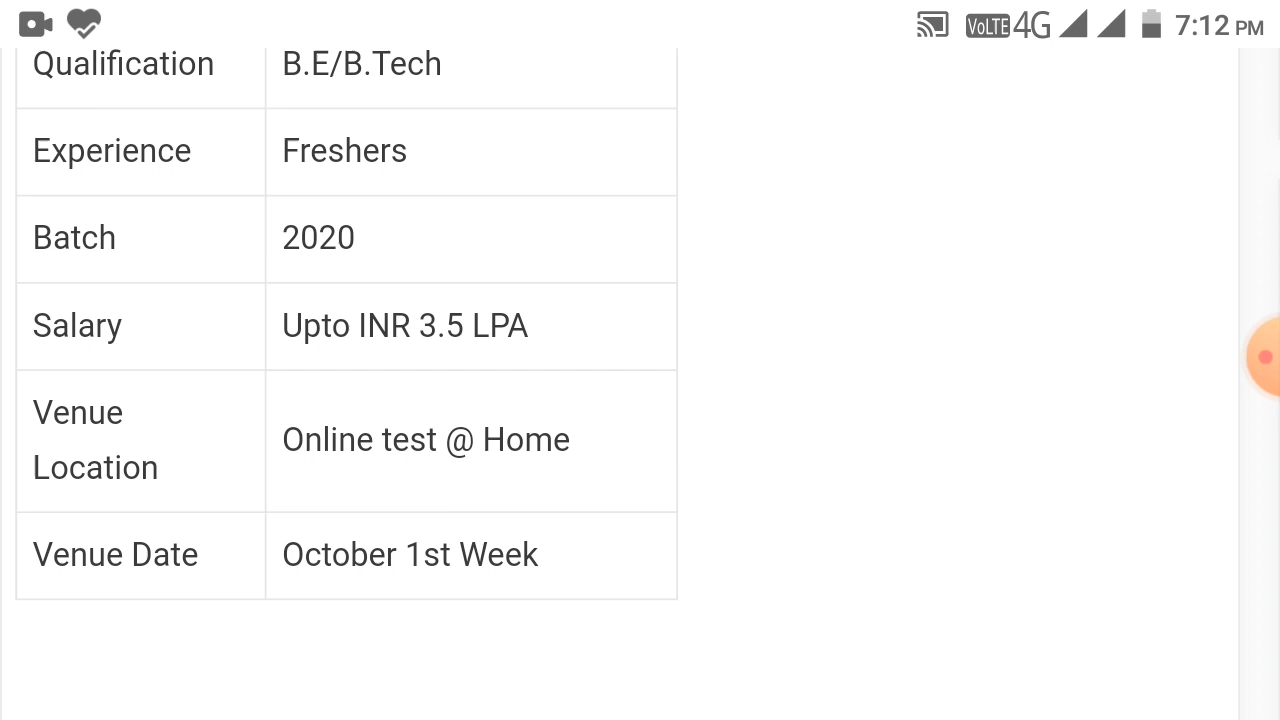 VoLTE 4G 7:12 PM
Qualification B.E/B.Tech
Experience Freshers
Batch 2020
Salary Upto INR 3.5 LPA
Venue
Location
Online test @ Home
Venue Date October 1st Week